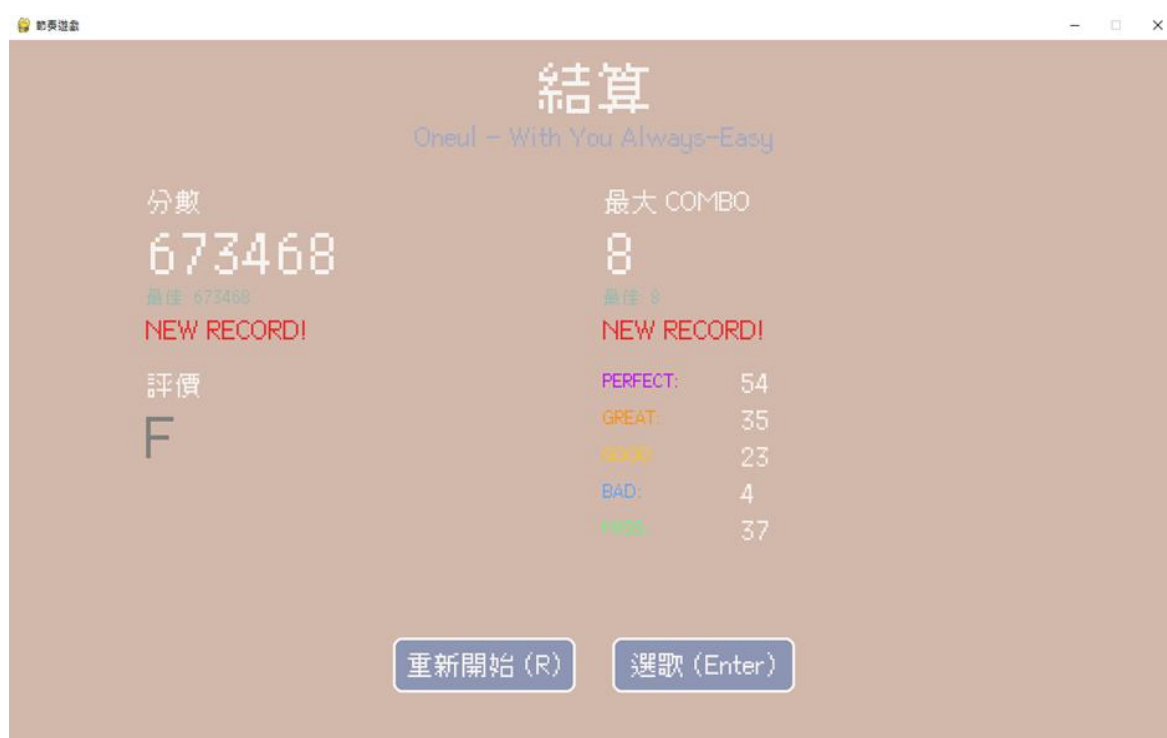 節奏遊戲
結算
Oneul - With You Always-Easy
分數
673468
最佳: 673468
NEW RECORD!
評價
F
最大 COMBO
8
最佳: 8
NEW RECORD!
PERFECT: 54
GREAT: 35
GOOD: 23
BAD: 4
MISS: 37
重新開始 (R)
選歌 (Enter)